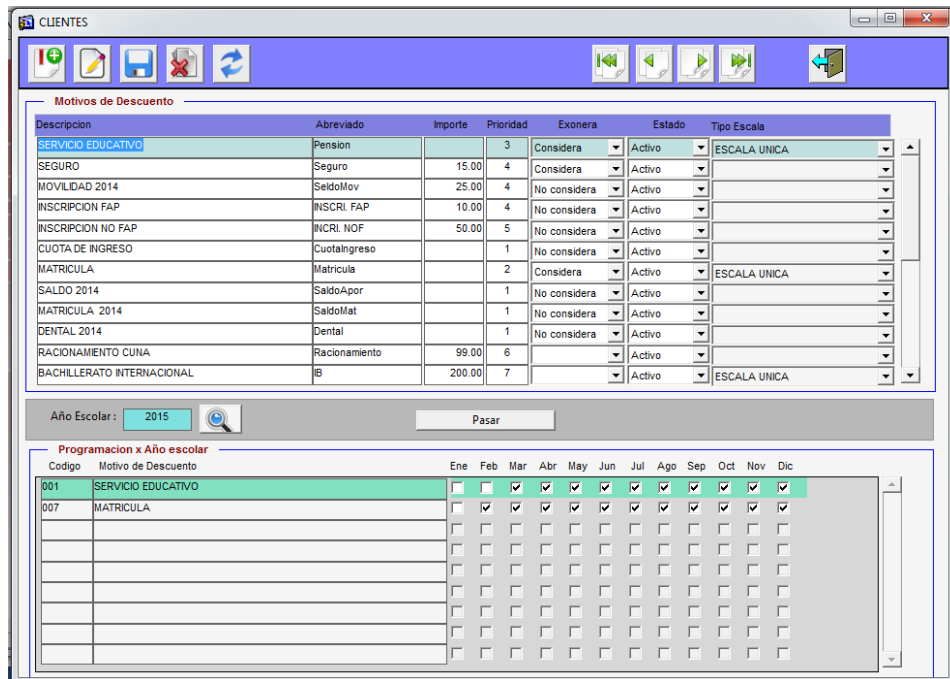 CLIENTES
Motivos de Descuento
Descripcion Abreviado Importe Prioridad Exonera Estado Tipo Escala
SERVICIO EDUCATIVO Pension 3 Considera Activo ESCALA UNICA
SEGURO Seguro 15.00 4 Considera Activo
MOVILIDAD 2014 SeldoMov 25.00 4 No considera Activo
INSCRIPCION FAP INSCRI. FAP 10.00 4 No considera Activo
INSCRIPCION NO FAP INCRI. NOF 50.00 5 No considera Activo
CUOTA DE INGRESO CuotaIngreso 1 No considera Activo
MATRICULA Matricula 2 Considera Activo ESCALA UNICA
SALDO 2014 SaldoApor 1 No considera Activo
MATRICULA 2014 SaldoMat 1 No considera Activo
DENTAL 2014 Dental 1 No considera Activo
RACIONAMIENTO CUNA Racionamiento 99.00 6 Activo
BACHILLERATO INTERNACIONAL IB 200.00 7 Activo ESCALA UNICA
Año Escolar : 2015 Pasar
Programacion x Año escolar
Codigo Motivo de Descuento Ene Feb Mar Abr May Jun Jul Ago Sep Oct Nov Dic
001 SERVICIO EDUCATIVO
007 MATRICULA